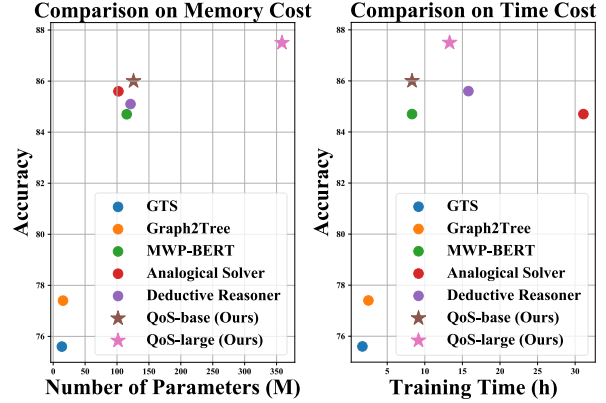 Comparison on Memory Cost
88
86
84
82
80
78
76
Accuracy
GTS
Graph2Tree
MWP-BERT
Analogical Solver
Deductive Reasoner
QoS-base (Ours)
QoS-large (Ours)
0 50 100 150 200 250 300 350
Number of Parameters (M)
Comparison on Time Cost
88
86
84
82
80
78
76
Accuracy
GTS
Graph2Tree
MWP-BERT
Analogical Solver
Deductive Reasoner
QoS-base (Ours)
QoS-large (Ours)
5 10 15 20 25 30
Training Time (h)